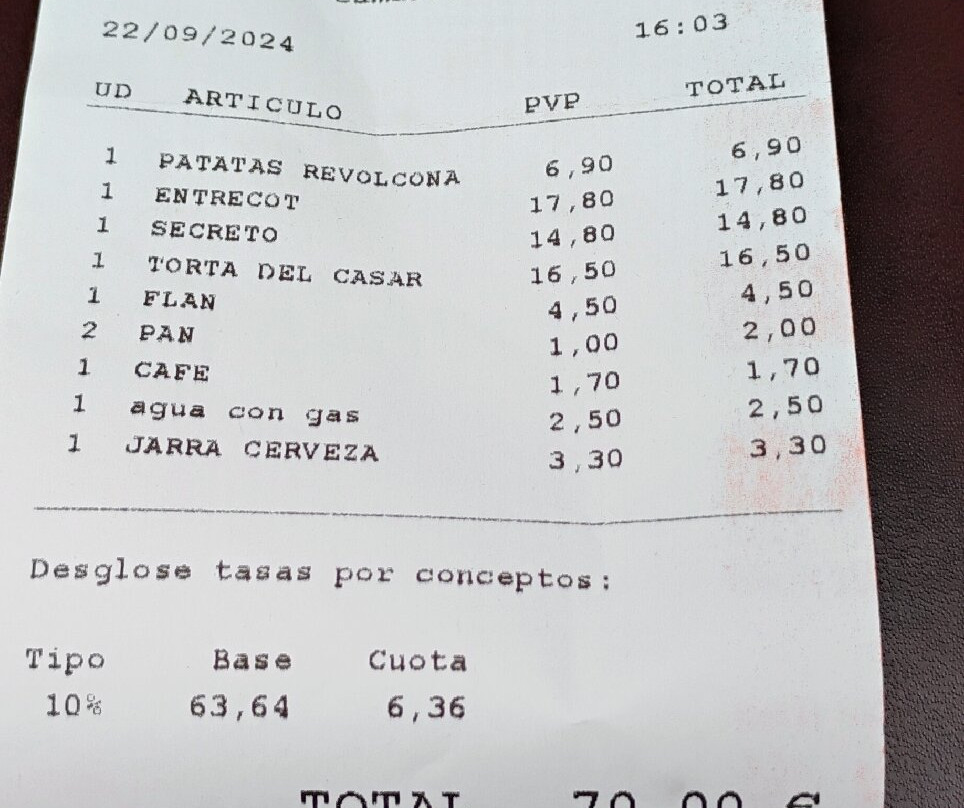 22/09/2024 16:03
UD ARTICULO PVP TOTAL
1 PATATAS REVOLCONA 6,90 6,90
1 ENTRECOT 17,80 17,80
1 SECRETO 14,80 14,80
1 TORTA DEL CASAR 16,50 16,50
1 FLAN 4,50 4,50
2 PAN 1,00 2,00
1 CAFE 1,70 1,70
1 agua con gas 2,50 2,50
1 JARRA CERVEZA 3,30 3,30
Desglose tasas por conceptos:
Tipo Base Cuota
10% 63,64 6,36
TOTAL 70,00 €